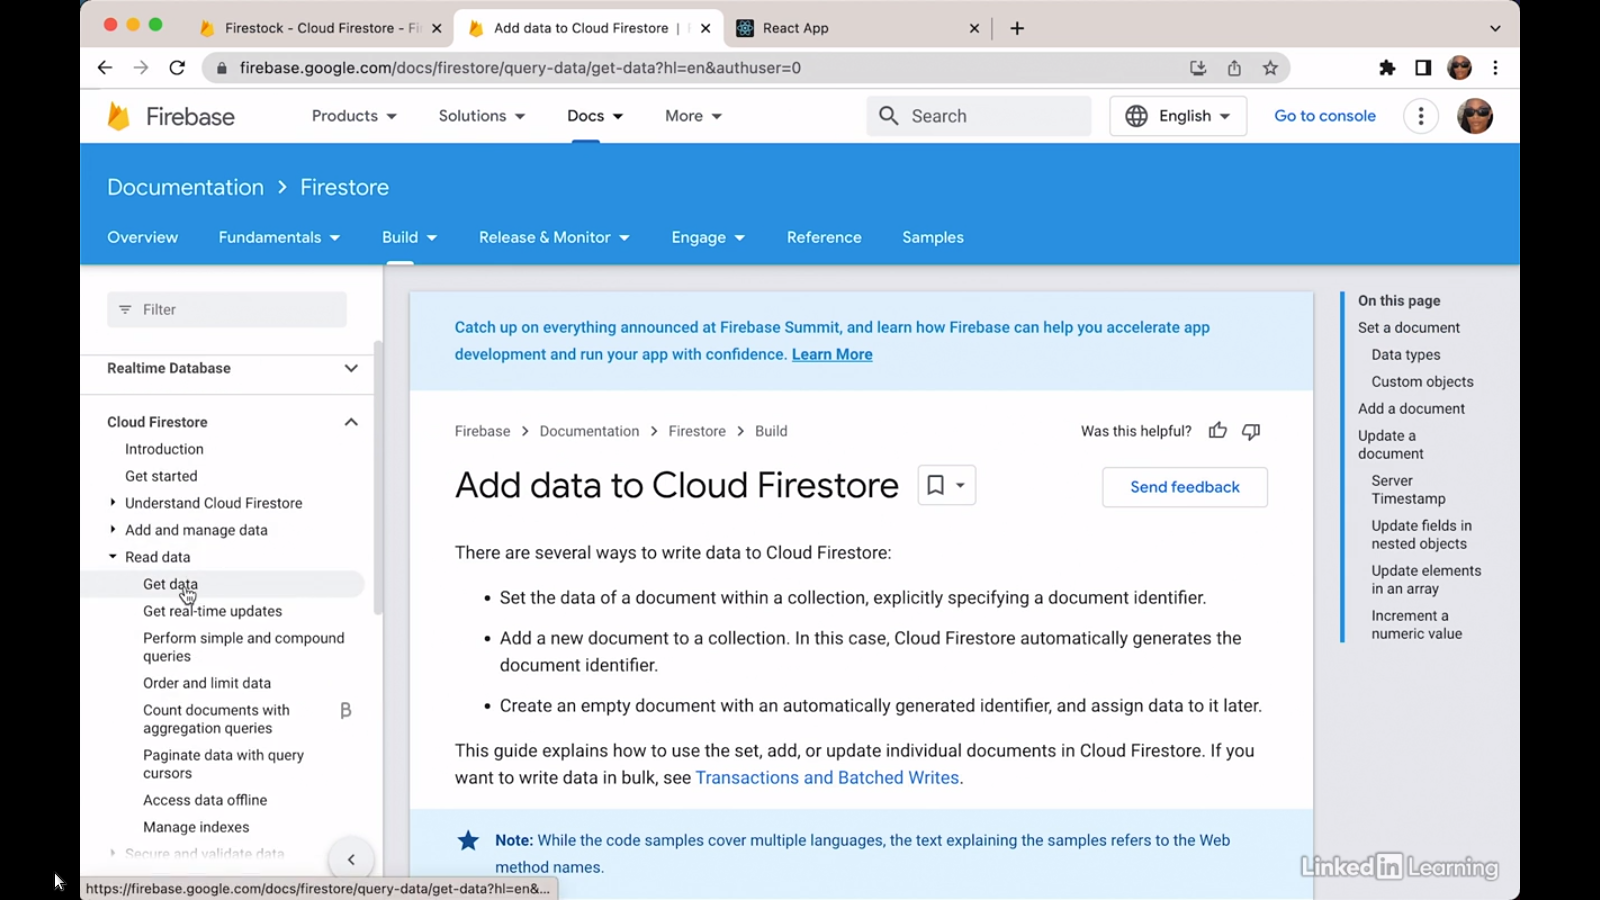 Firestock - Cloud Firestore - Fi
Add data to Cloud Firestore |
React App
firebase.google.com/docs/firestore/query-data/get-data?hl=en&authuser=0
Firebase
Products
Solutions
Docs
More
Search
English
Go to console
Documentation > Firestore
Overview
Fundamentals
Build
Release & Monitor
Engage
Reference
Samples
Filter
Realtime Database
Cloud Firestore
Introduction
Get started
Understand Cloud Firestore
Add and manage data
Read data
Get data
Get real-time updates
Perform simple and compound
queries
Order and limit data
Count documents with
aggregation queries
Paginate data with query
cursors
Access data offline
Manage indexes
Secure and validate data
https://firebase.google.com/docs/firestore/query-data/get-data?hl=en&...
Catch up on everything announced at Firebase Summit, and learn how Firebase can help you accelerate app
development and run your app with confidence. Learn More
Firebase > Documentation > Firestore > Build
Was this helpful?
Add data to Cloud Firestore
Send feedback
There are several ways to write data to Cloud Firestore:
• Set the data of a document within a collection, explicitly specifying a document identifier.
• Add a new document to a collection. In this case, Cloud Firestore automatically generates the
document identifier.
• Create an empty document with an automatically generated identifier, and assign data to it later.
This guide explains how to use the set, add, or update individual documents in Cloud Firestore. If you
want to write data in bulk, see Transactions and Batched Writes.
Note: While the code samples cover multiple languages, the text explaining the samples refers to the Web
method names.
On this page
Set a document
Data types
Custom objects
Add a document
Update a
document
Server
Timestamp
Update fields in
nested objects
Update elements
in an array
Increment a
numeric value
LinkedIn Learning